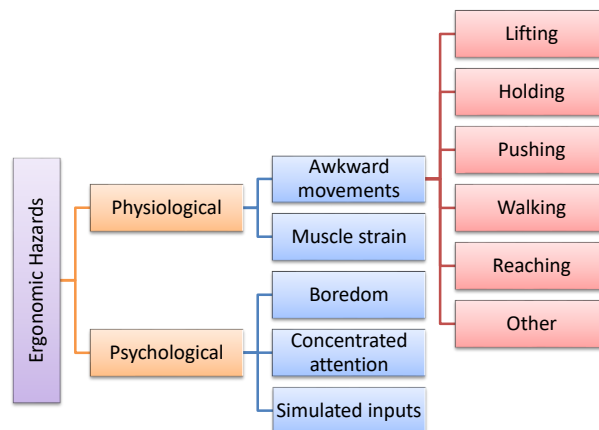 Ergonomic Hazards
Physiological
Psychological
Awkward
movements
Muscle strain
Boredom
Concentrated
attention
Simulated inputs
Lifting
Holding
Pushing
Walking
Reaching
Other